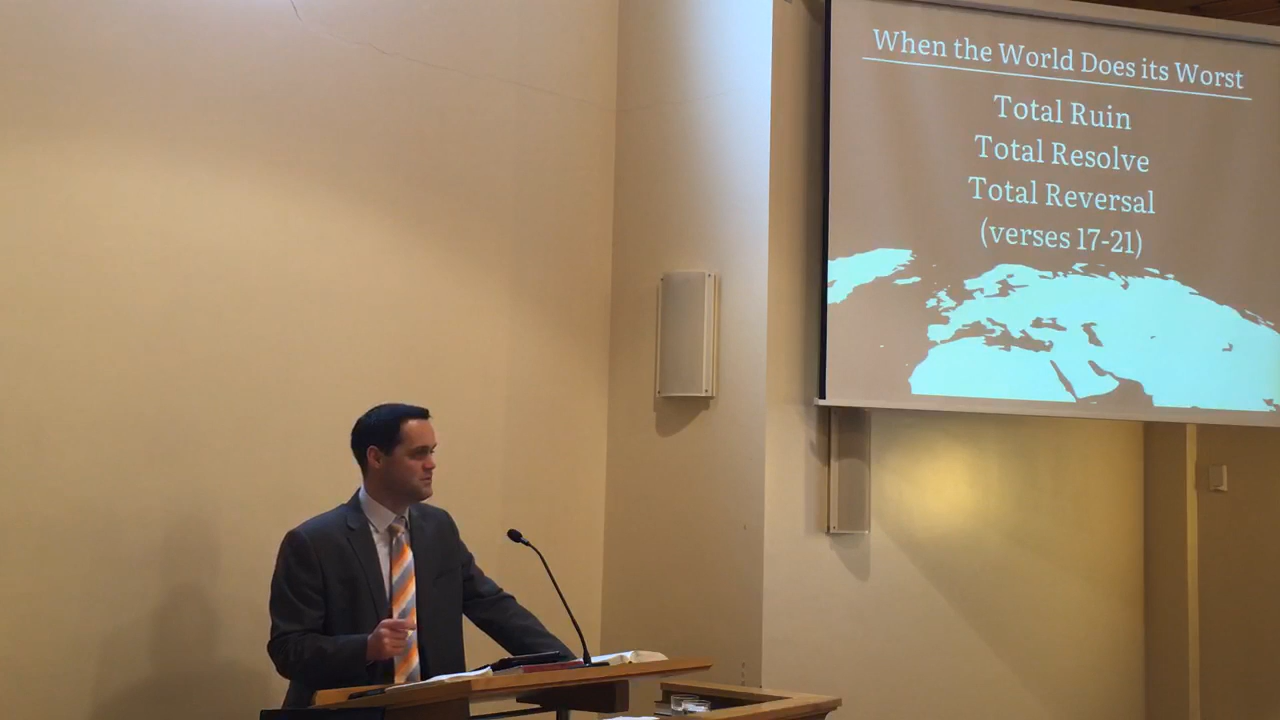 When the World Does its Worst
Total Ruin
Total Resolve
Total Reversal
(verses 17-21)